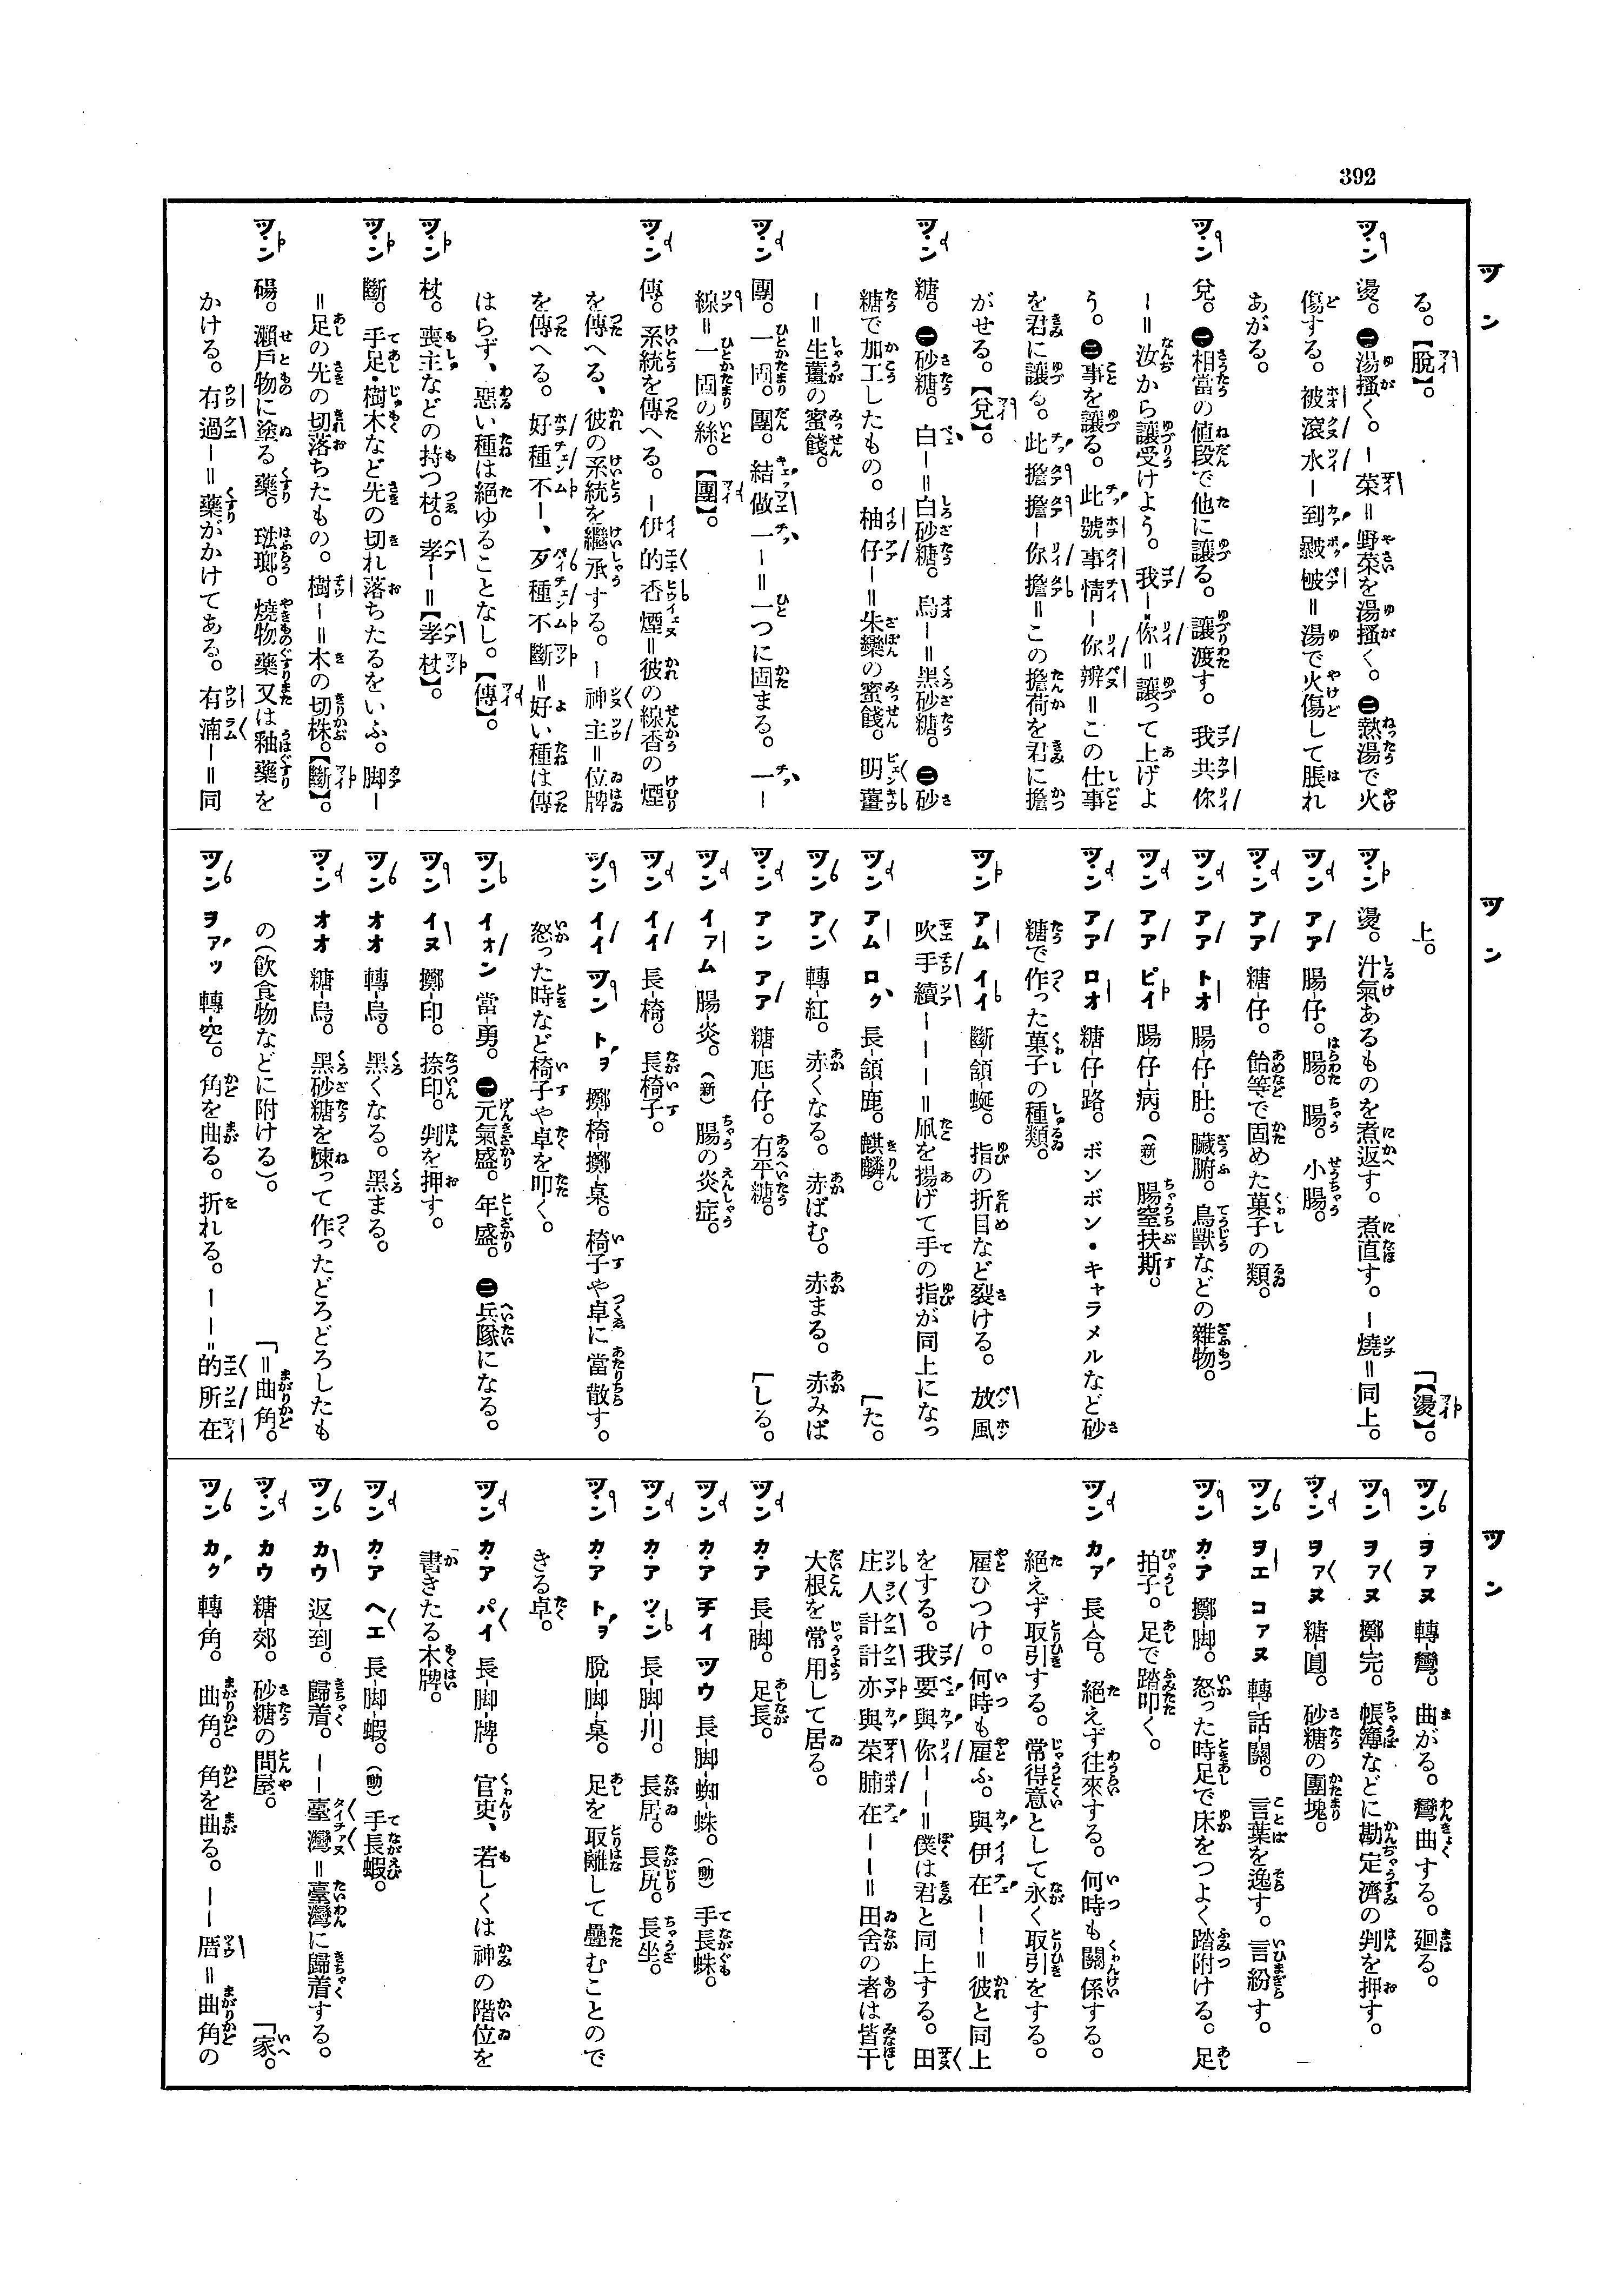 392
ツン
ツン
ツン
る。【脫】。
ツン 燙。㊀湯搔く。ー菜＝野菜を湯搔く。㊁熱湯で火
傷する。被滾水ー到＝湯で火傷して脹れ
あがる。
ツン 兌。㊀相當の値段で他に讓る。讓渡す。我共你
ー＝汝から讓受けよう。我ー你＝讓って上げよ
う。㊁事を讓る。此號事情ー你辨＝この仕事
を君に讓る。此擔擔ー你擔＝この擔荷を君に擔
がせる。【兌】。
ツン 糖。㊀砂糖。白ー＝白砂糖。烏ー＝黑砂糖。㊁砂
糖で加工したもの。柚仔ー＝朱欒の蜜餞。明薑
ー＝生薑の蜜餞。
ツン 團。一團。團。結做一ー＝一つに固まる。一ー
線＝一團の絲。【團】。
ツン 傳。系統を傳へる。ー伊的香煙＝彼の線香の煙
を傳へる、彼の系統を繼承する。ー神主＝位牌
を傳へる。好種不ー、歹種不斷＝好い種は傳
はらず、惡い種は絕ゆることなし。【傳】。
ツン 杖。喪主などの持つ杖。孝ー＝【孝杖】。
ツン 斷。手足・樹木など先の切れ落ちたるをいふ。脚ー
＝足の先の切落ちたもの。樹ー＝木の切株。【斷】。
ツン 碭。瀨戶物に塗る藥。琺瑯。燒物藥又は釉藥を
かける。有過ー＝藥がかけてある。有湳ー＝同
上。
ツン 燙。汁氣あるものを煮返す。煮直す。ー燒＝同上。
「【燙】。
ツン アア 腸仔。腸。腸。小腸。
ツン アア 糖仔。飴等で固めた菓子の類。
ツン アア トオ 腸-仔-肚。臟腑。鳥獸などの雜物。
ツン アア ピイ 腸-仔-病。（新）腸窒扶斯。
ツン アア ロオ 糖-仔-路。ボンボン・キャラメルなど砂
糖で作った菓子の種類。
ツン アム イイ 斷-頷-蜒。指の折目など裂ける。放風
吹手續ーーー＝凧を揚げて手の指が同上になっ
「た。
ツン アム ロク 長-頷-鹿。麒麟。
ツン アン 轉-紅。赤くなる。赤ばむ。赤まる。赤みば
「しる。
ツン アン アア 糖-尫-仔。有平糖。
ツン イアム 腸-炎。（新）腸の炎症。
ツン イイ 長-椅。長椅子。
ツン イイ ツン トヲ 擲-椅擲-桌。椅子や卓に當散す。
怒った時など椅子や卓を叩く。
ツン イオン 當-勇。㊀元氣盛。年盛。㊁兵隊になる。
ツン イヌ 擲-印。捺印。判を押す。
ツン オオ 轉-烏。黑くなる。黑まる。
ツン オオ 糖-烏。黑砂糖を煉って作ったどろどろしたも
の（飲食物などに附ける）。
「＝曲角。
ツン ヲアッ 轉-斡。角を曲る。折れる。ーー＝的所在
ツン ヲアヌ 轉-彎。曲がる。彎曲する。廻る。
ツン ヲァヌ 擲-完。帳簿などに勘定濟の判を押す。
ツン ヲァヌ 糖-圓。砂糖の團塊。
ツン ヲエ コァヌ 轉-話-關。言葉を逸す。言紛す。
ツン カア 擲-脚。怒った時足で床をつよく踏附ける。足
拍子。足で踏叩く。
ツン カァ 長-合。絕えず往來する。何時も關係する。
絕えず取引する。常得意として永く取引をする。
雇ひつけ。何時も雇ふ。與伊在ーー＝彼と同上
をする。我要與你ーー＝僕は君と同上する。田
庄人計計亦與菜脯在ーー＝田舍の者は皆干
大根を常用して居る。
ツン カア 長-脚。足長。
ツン カア チイ ツウ 長-脚-蜘-蛛。（動）手長蛛。
ツン カア ツン 長-脚-川。長居。長尻。長坐。
ツン カア トヲ 脫-脚-桌。足を取離して疊むことので
きる卓。
ツン カア パイ 長-脚-牌。官吏、若しくは神の階位を
書きたる木牌。
ツン カア ヘエ 長-脚-蝦。（動）手長蝦。
ツン カウ 返-到。歸着。ーー臺灣＝臺灣に歸着する。
ツン カウ 糖-郊。砂糖の問屋。
「家。
ツン カク 轉-角。曲角。角を曲る。ーー厝＝曲角の